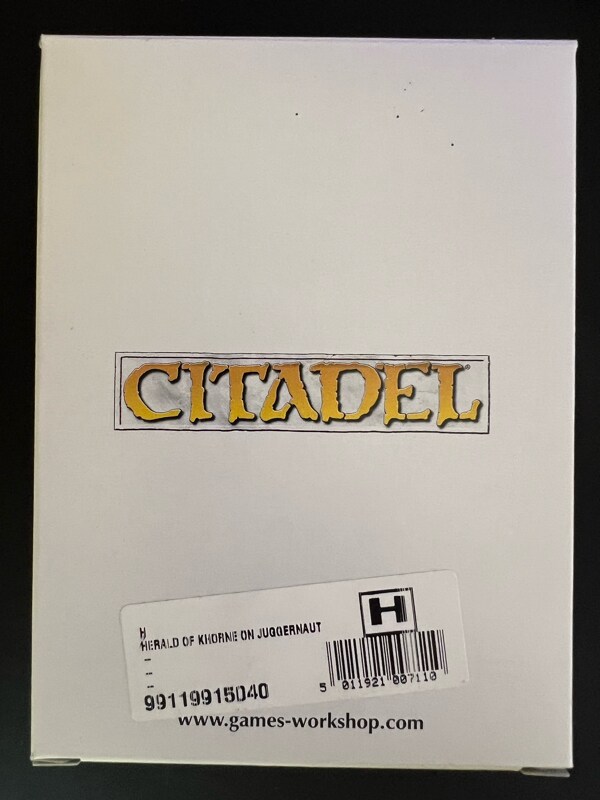 CITADEL
H
H
HERALD OF KHORNE ON JUGGERNAUT
-
-
-
99119915040
5 011921 007110
www.games-workshop.com